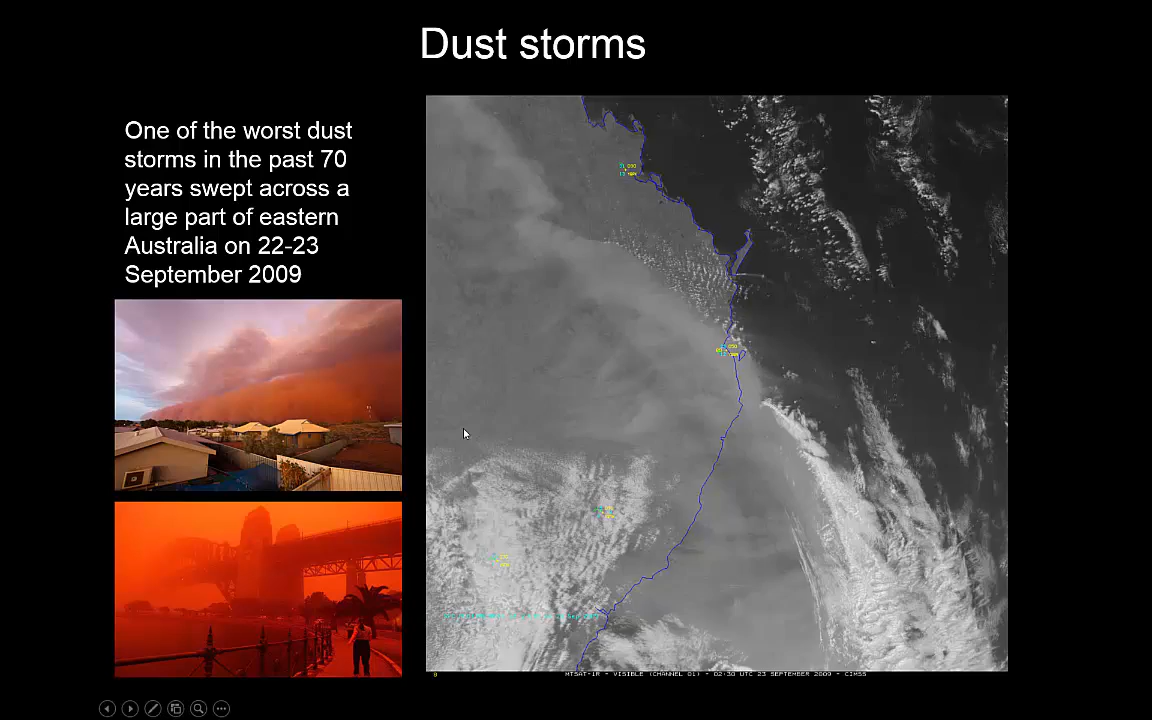 Dust storms
One of the worst dust
storms in the past 70
years swept across a
large part of eastern
Australia on 22-23
September 2009
MTSAT-1R - VISIBLE (CHANNEL 01) - 02:30 UTC 23 SEPTEMBER 2009 - CIMSS